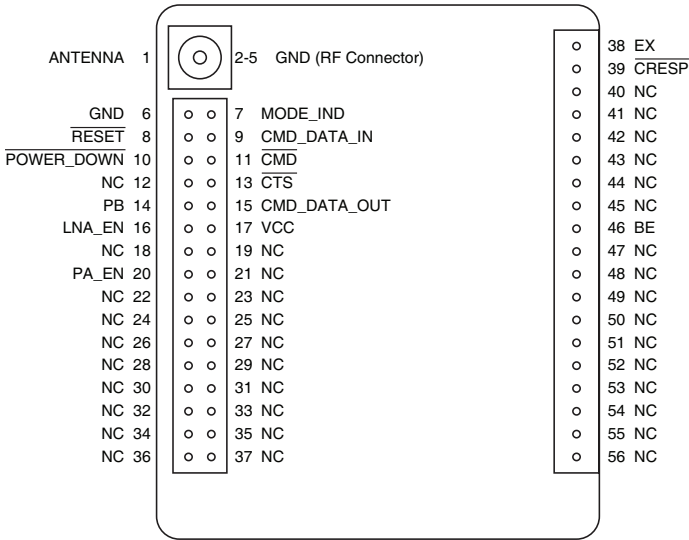 ANTENNA 1 2-5 GND (RF Connector)
GND 6 7 MODE_IND
RESET 8 9 CMD_DATA_IN
POWER_DOWN 10 11 CMD
NC 12 13 CTS
PB 14 15 CMD_DATA_OUT
LNA_EN 16 17 VCC
NC 18 19 NC
PA_EN 20 21 NC
NC 22 23 NC
NC 24 25 NC
NC 26 27 NC
NC 28 29 NC
NC 30 31 NC
NC 32 33 NC
NC 34 35 NC
NC 36 37 NC
38 EX
39 CRESP
40 NC
41 NC
42 NC
43 NC
44 NC
45 NC
46 BE
47 NC
48 NC
49 NC
50 NC
51 NC
52 NC
53 NC
54 NC
55 NC
56 NC